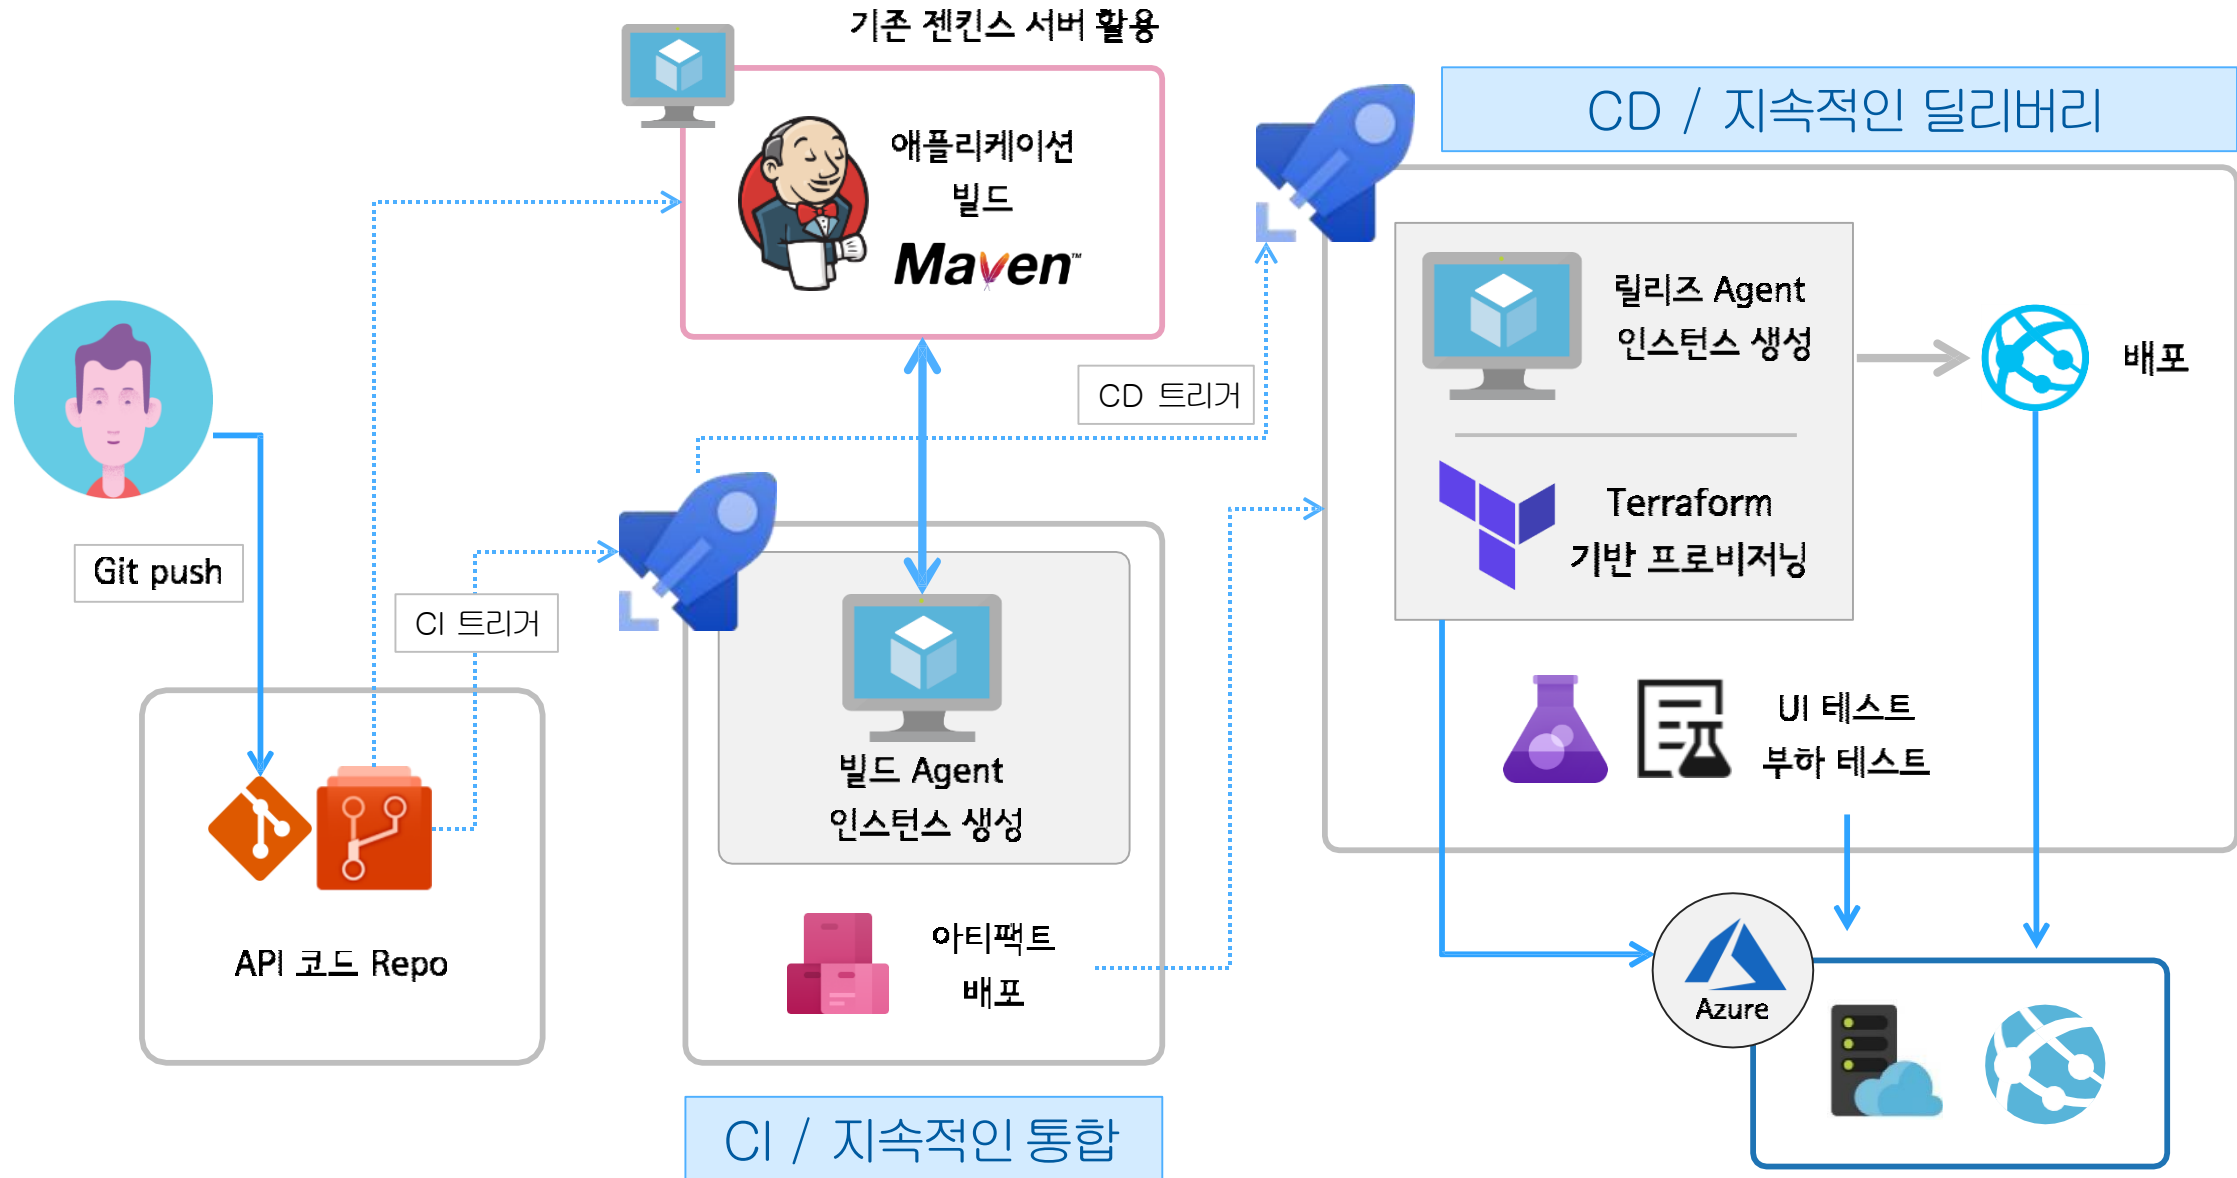 기존 젠킨스 서버 활용
애플리케이션
빌드
Maven™
CD / 지속적인 딜리버리
릴리즈 Agent
인스턴스 생성
배포
CD 트리거
Terraform
기반 프로비저닝
Git push
CI 트리거
UI 테스트
부하 테스트
빌드 Agent
인스턴스 생성
API 코드 Repo
아티팩트
배포
Azure
CI / 지속적인 통합